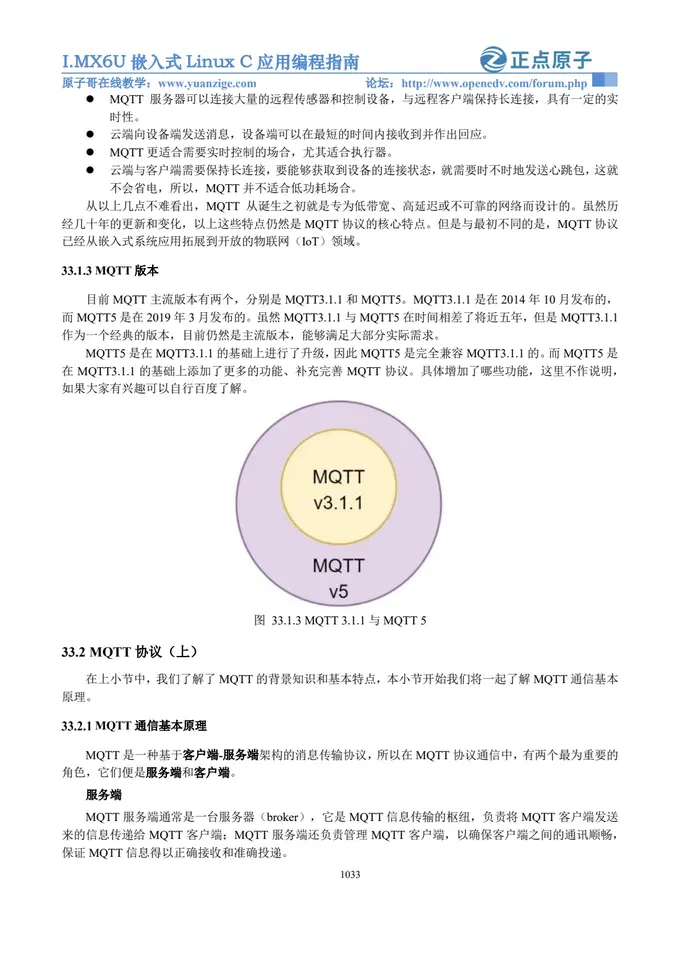 I.MX6U 嵌入式 Linux C 应用编程指南
正点原子
原子哥在线教学：www.yuanzige.com
论坛：http://www.openedv.com/forum.php
● MQTT 服务器可以连接大量的远程传感器和控制设备，与远程客户端保持长连接，具有一定的实
时性。
● 云端向设备端发送消息，设备端可以在最短的时间内接收到并作出回应。
● MQTT 更适合需要实时控制的场合，尤其适合执行器。
● 云端与客户端需要保持长连接，要能够获取到设备的连接状态，就需要时不时地发送心跳包，这就
不会省电，所以，MQTT 并不适合低功耗场合。
从以上几点不难看出，MQTT 从诞生之初就是专为低带宽、高延迟或不可靠的网络而设计的。虽然历
经几十年的更新和变化，以上这些特点仍然是 MQTT 协议的核心特点。但是与最初不同的是，MQTT 协议
已经从嵌入式系统应用拓展到开放的物联网（IoT）领域。
33.1.3 MQTT 版本
目前 MQTT 主流版本有两个，分别是 MQTT3.1.1 和 MQTT5。MQTT3.1.1 是在 2014 年 10 月发布的，
而 MQTT5 是在 2019 年 3 月发布的。虽然 MQTT3.1.1 与 MQTT5 在时间相差了将近五年，但是 MQTT3.1.1
作为一个经典的版本，目前仍然是主流版本，能够满足大部分实际需求。
MQTT5 是在 MQTT3.1.1 的基础上进行了升级，因此 MQTT5 是完全兼容 MQTT3.1.1 的。而 MQTT5 是
在 MQTT3.1.1 的基础上添加了更多的功能、补充完善 MQTT 协议。具体增加了哪些功能，这里不作说明，
如果大家有兴趣可以自行百度了解。
MQTT
v3.1.1
MQTT
v5
图 33.1.3 MQTT 3.1.1 与 MQTT 5
33.2 MQTT 协议（上）
在上小节中，我们了解了 MQTT 的背景知识和基本特点，本小节开始我们将一起了解 MQTT 通信基本
原理。
33.2.1 MQTT 通信基本原理
MQTT 是一种基于客户端-服务端架构的消息传输协议，所以在 MQTT 协议通信中，有两个最为重要的
角色，它们便是服务端和客户端。
服务端
MQTT 服务端通常是一台服务器（broker），它是 MQTT 信息传输的枢纽，负责将 MQTT 客户端发送
来的信息传递给 MQTT 客户端；MQTT 服务端还负责管理 MQTT 客户端，以确保客户端之间的通讯顺畅，
保证 MQTT 信息得以正确接收和准确投递。
1033